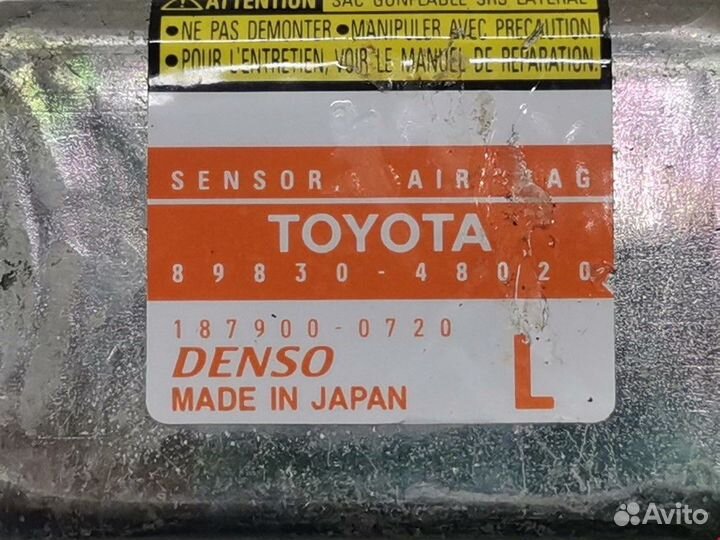 ATTENTION SAC GONFLABLE SRS LATERAL
•NE PAS DEMONTER •MANIPULER AVEC PRECAUTION
•POUR L'ENTRETIEN, VOIR LE MANUEL DE REPARATION.
SENSOR AIR AG
TOYOTA
89830-48020
187900-0720
DENSO
MADE IN JAPAN
L
Avito